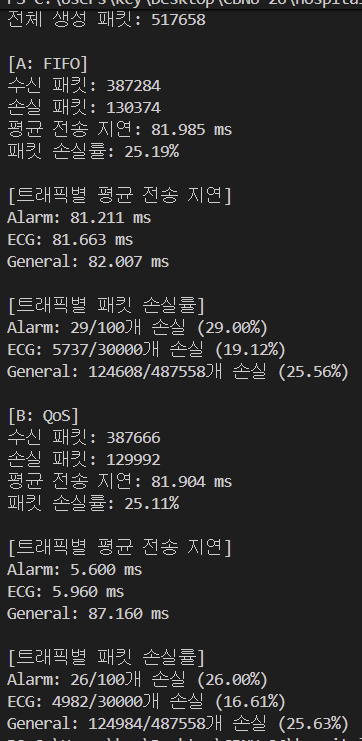 전체 생성 패킷: 517658
[A: FIFO]
수신 패킷: 387284
손실 패킷: 130374
평균 전송 지연: 81.985 ms
패킷 손실률: 25.19%
[트래픽별 평균 전송 지연]
Alarm: 81.211 ms
ECG: 81.663 ms
General: 82.007 ms
[트래픽별 패킷 손실률]
Alarm: 29/100개 손실 (29.00%)
ECG: 5737/30000개 손실 (19.12%)
General: 124608/487558개 손실 (25.56%)
[B: QoS]
수신 패킷: 387666
손실 패킷: 129992
평균 전송 지연: 81.904 ms
패킷 손실률: 25.11%
[트래픽별 평균 전송 지연]
Alarm: 5.600 ms
ECG: 5.960 ms
General: 87.160 ms
[트래픽별 패킷 손실률]
Alarm: 26/100개 손실 (26.00%)
ECG: 4982/30000개 손실 (16.61%)
General: 124984/487558개 손실 (25.63%)